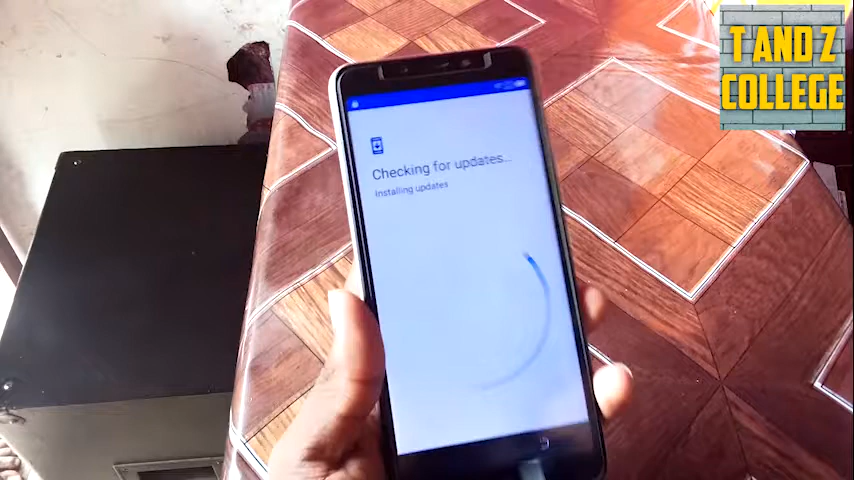 T AND Z
COLLEGE
Checking for updates...
Installing updates